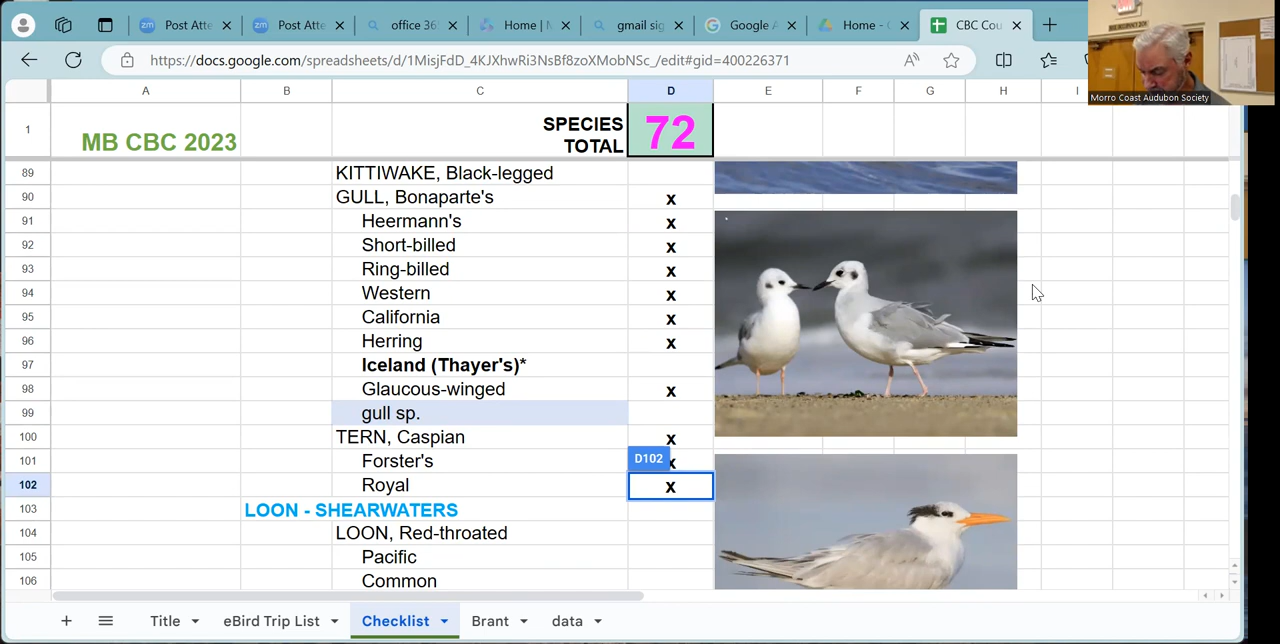 Post Atte
Post Atte
office 36
Home |
gmail sig
Google A
Home -
CBC Cou
https://docs.google.com/spreadsheets/d/1MisjFdD_4KJXhwRi3NsBf8zoXMobNSc_/edit#gid=400226371
Morro Coast Audubon Society
A B C D E F G H I
1 MB CBC 2023 SPECIES TOTAL 72
89 KITTIWAKE, Black-legged
90 GULL, Bonaparte's x
91 Heermann's x
92 Short-billed x
93 Ring-billed x
94 Western x
95 California x
96 Herring x
97 Iceland (Thayer's)*
98 Glaucous-winged x
99 gull sp.
100 TERN, Caspian x
101 Forster's D102 x
102 Royal x
103 LOON - SHEARWATERS
104 LOON, Red-throated
105 Pacific
106 Common
Title eBird Trip List Checklist Brant data